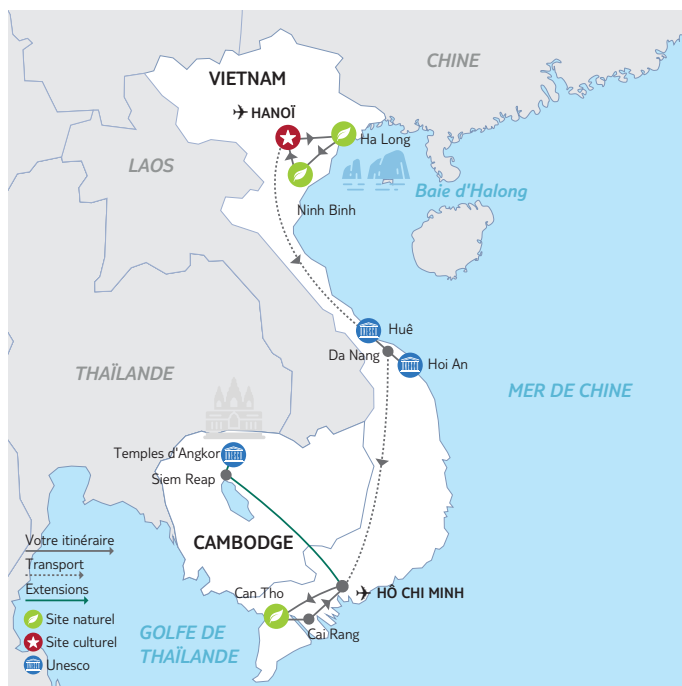 CHINE
VIETNAM
HANOÏ
Ha Long
LAOS
Baie d'Halong
Ninh Binh
Huê
Da Nang
Hoi An
THAÏLANDE
MER DE CHINE
Temples d'Angkor
Siem Reap
CAMBODGE
Votre itinéraire
Transport
Extensions
Can Tho
HÔ CHI MINH
Site naturel
Cai Rang
GOLFE DE
THAÏLANDE
Site culturel
Unesco